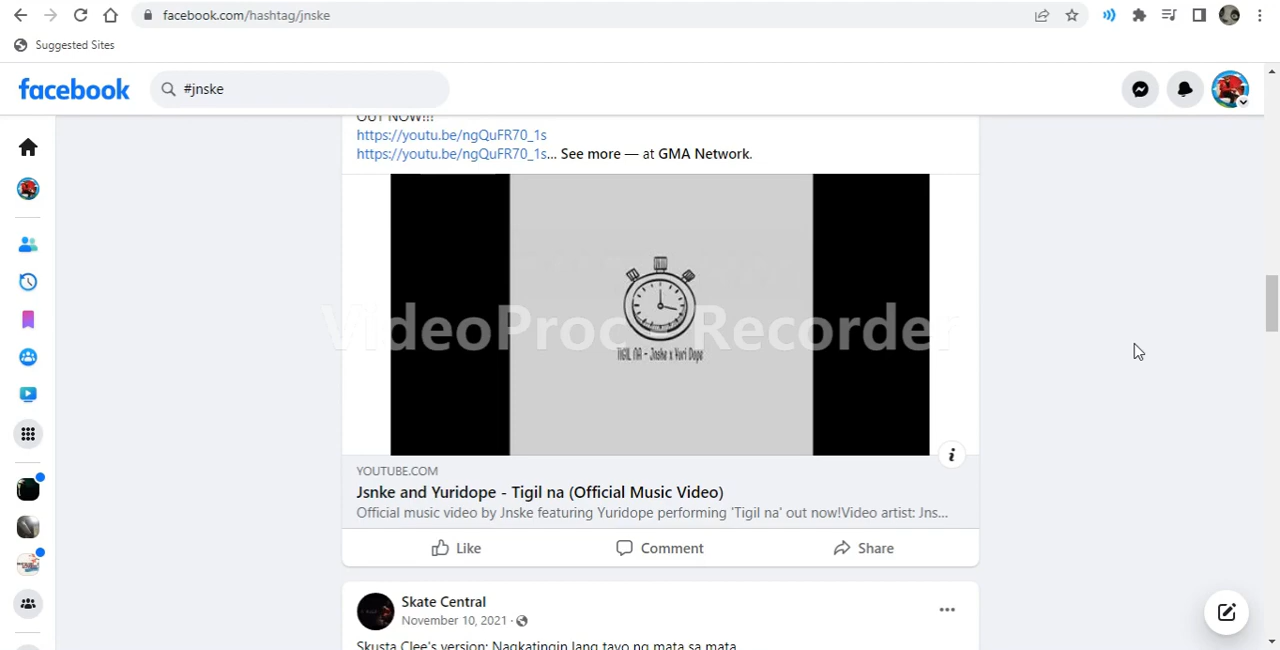 facebook.com/hashtag/jnske
Suggested Sites
facebook
#jnske
OUT NOW!!!
https://youtu.be/ngQuFR70_1s
https://youtu.be/ngQuFR70_1s... See more — at GMA Network.
VideoProc Recorder
TIGIL NA - Jnske x Yuri Dope
YOUTUBE.COM
Jsnke and Yuridope - Tigil na (Official Music Video)
Official music video by Jnske featuring Yuridope performing 'Tigil na' out now!Video artist: Jns...
Like
Comment
Share
Skate Central
November 10, 2021 ·
Skusta Clee's version: Nagkatingin lang tayo ng mata sa mata